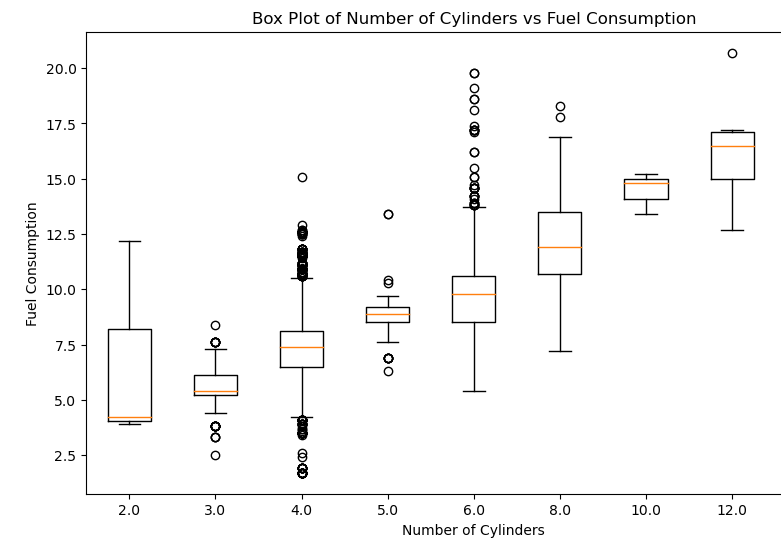 Box Plot of Number of Cylinders vs Fuel Consumption
20.0
17.5
15.0
12.5
10.0
7.5
5.0
2.5
Fuel Consumption
2.0 3.0 4.0 5.0 6.0 8.0 10.0 12.0
Number of Cylinders